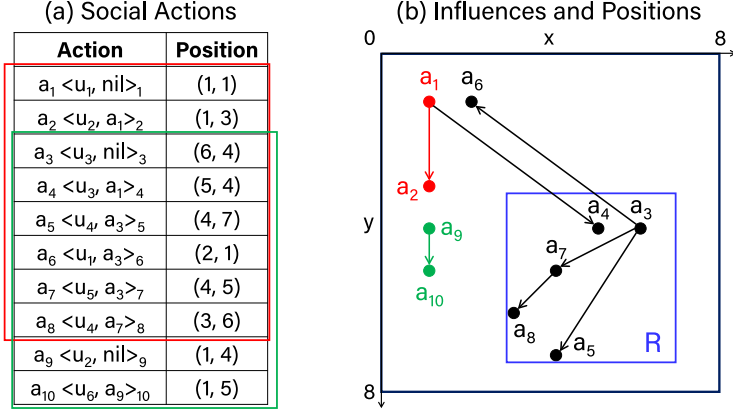 (a) Social Actions
Action Position
a₁ <u₁, nil>₁ (1, 1)
a₂ <u₂, a₁>₂ (1, 3)
a₃ <u₃, nil>₃ (6, 4)
a₄ <u₃, a₁>₄ (5, 4)
a₅ <u₄, a₃>₅ (4, 7)
a₆ <u₁, a₃>₆ (2, 1)
a₇ <u₅, a₃>₇ (4, 5)
a₈ <u₄, a₇>₈ (3, 6)
a₉ <u₂, nil>₉ (1, 4)
a₁₀ <u₆, a₉>₁₀ (1, 5)
(b) Influences and Positions
0 x 8
a₁ a₆
a₂
a₄ a₃
y a₉
a₇
a₁₀
a₈ a₅ R
8